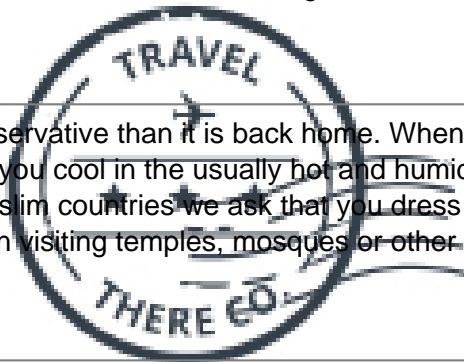 TRAVEL
servative than it is back home. When
you cool in the usually hot and humid
slim countries we ask that you dress
n visiting temples, mosques or other
THERE CO.